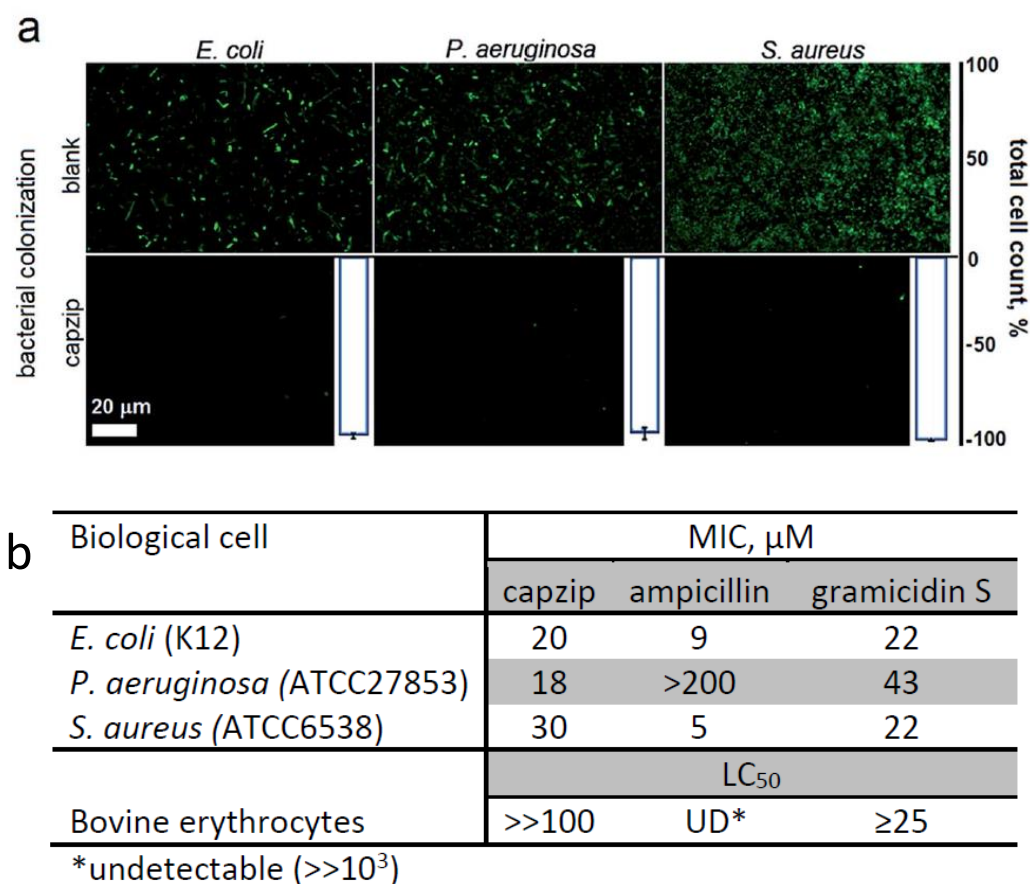 a
E. coli P. aeruginosa S. aureus
bacterial colonization
blank
capzip
100
50
0
-50
-100
total cell count, %
20 μm
b
Biological cell MIC, μM
capzip ampicillin gramicidin S
E. coli (K12) 20 9 22
P. aeruginosa (ATCC27853) 18 >200 43
S. aureus (ATCC6538) 30 5 22
LC₅₀
Bovine erythrocytes >>100 UD* ≥25
*undetectable (>>10³)